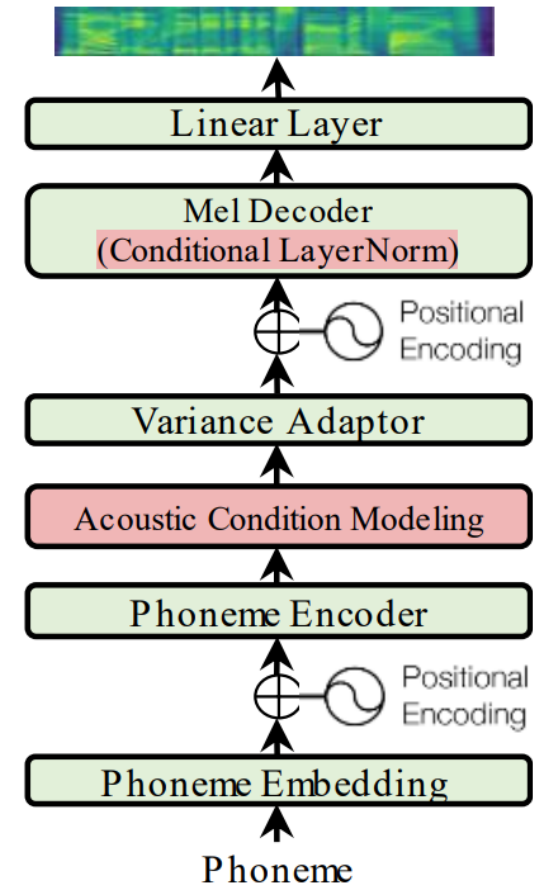 Linear Layer
Mel Decoder
(Conditional LayerNorm)
Positional
Encoding
Variance Adaptor
Acoustic Condition Modeling
Phoneme Encoder
Positional
Encoding
Phoneme Embedding
Phoneme